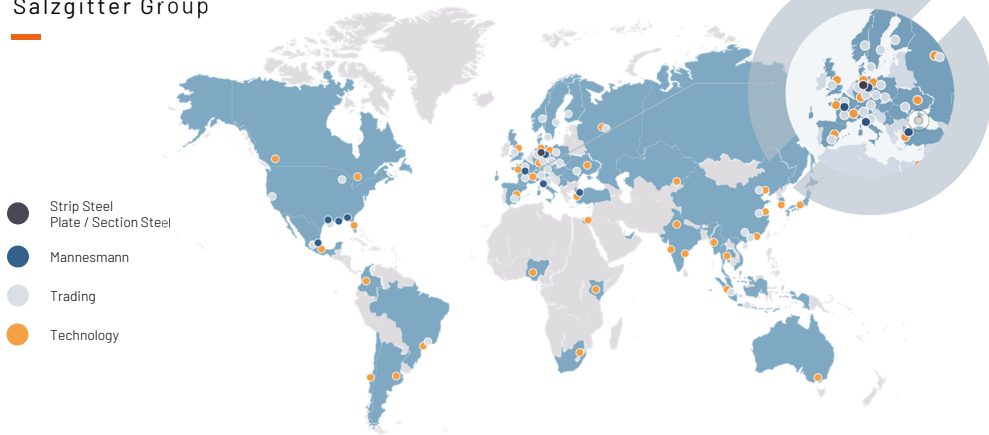 Salzgitter Group
Strip Steel
Plate / Section Steel
Mannesmann
Trading
Technology